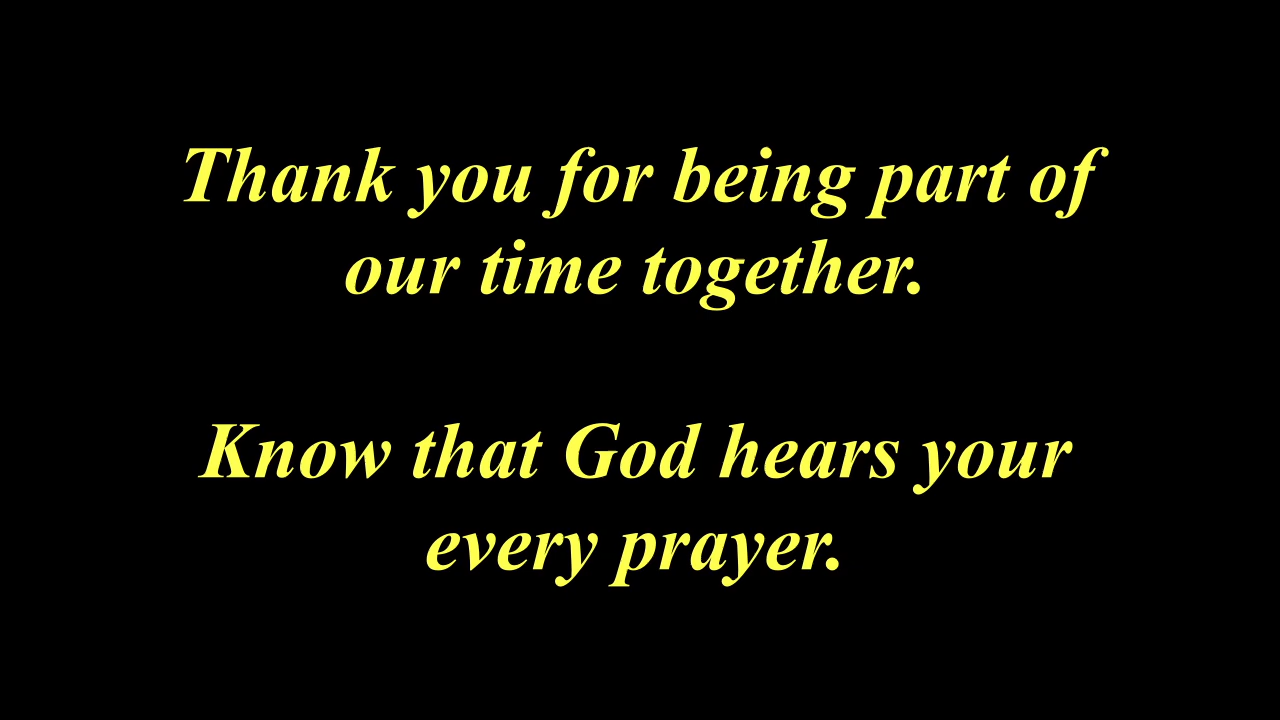 Thank you for being part of
our time together.
Know that God hears your
every prayer.